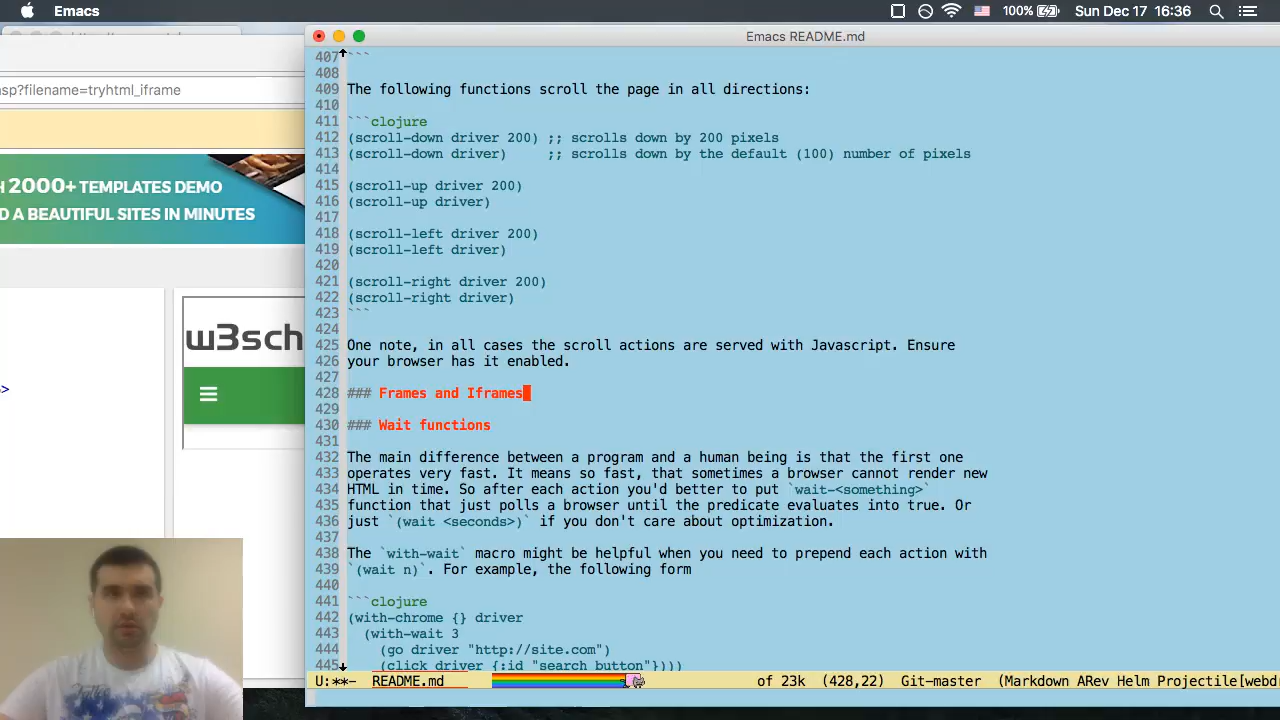 Emacs
100%
Sun Dec 17 16:36
Emacs README.md
sp?filename=tryhtml_iframe
2000+ TEMPLATES DEMO
D A BEAUTIFUL SITES IN MINUTES
w3sch
>
407 ```
408
409 The following functions scroll the page in all directions:
410
411 ```clojure
412 (scroll-down driver 200) ;; scrolls down by 200 pixels
413 (scroll-down driver)     ;; scrolls down by the default (100) number of pixels
414
415 (scroll-up driver 200)
416 (scroll-up driver)
417
418 (scroll-left driver 200)
419 (scroll-left driver)
420
421 (scroll-right driver 200)
422 (scroll-right driver)
423 ```
424
425 One note, in all cases the scroll actions are served with Javascript. Ensure
426 your browser has it enabled.
427
428 ### Frames and Iframes
429
430 ### Wait functions
431
432 The main difference between a program and a human being is that the first one
433 operates very fast. It means so fast, that sometimes a browser cannot render new
434 HTML in time. So after each action you'd better to put `wait-<something>`
435 function that just polls a browser until the predicate evaluates into true. Or
436 just `(wait <seconds>)` if you don't care about optimization.
437
438 The `with-wait` macro might be helpful when you need to prepend each action with
439 `(wait n)`. For example, the following form
440
441 ```clojure
442 (with-chrome {} driver
443   (with-wait 3
444     (go driver "http://site.com")
445     (click driver {:id "search_button"})))
U:**-  README.md  of 23k  (428,22)  Git-master  (Markdown ARev Helm Projectile[webd